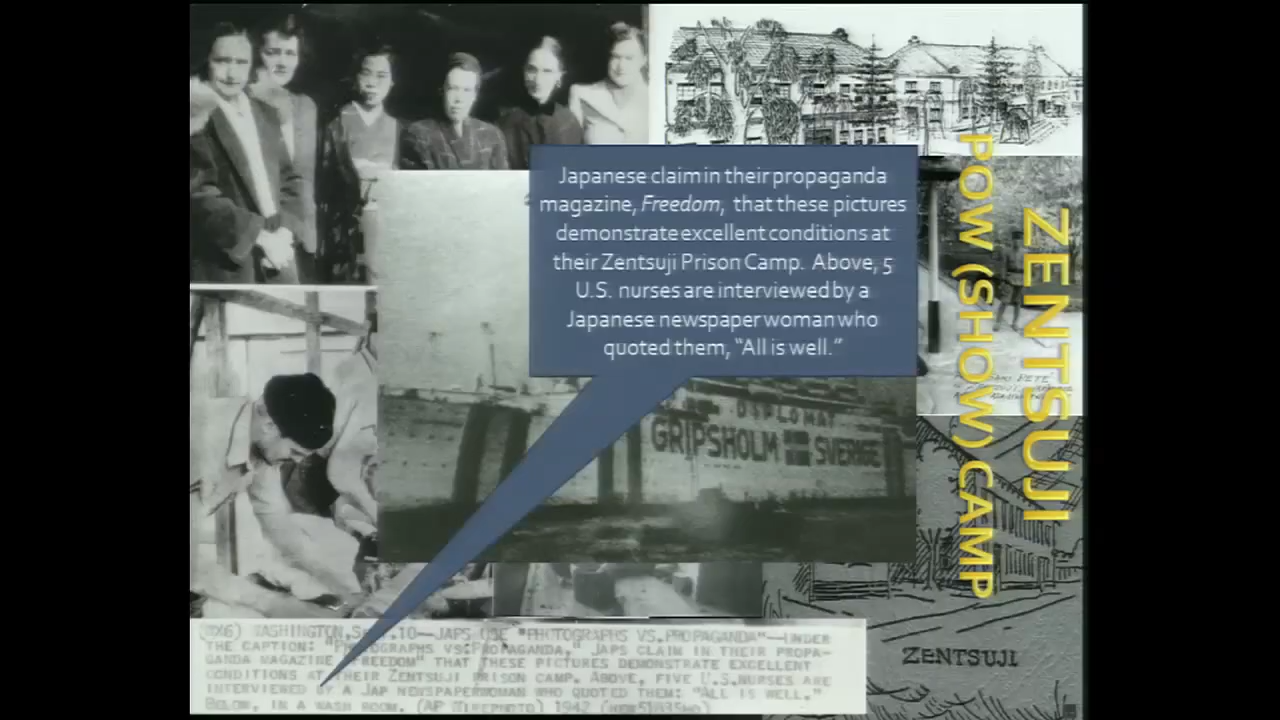 Japanese claim in their propaganda
magazine, Freedom, that these pictures
demonstrate excellent conditions at
their Zentsuji Prison Camp. Above, 5
U.S. nurses are interviewed by a
Japanese newspaper woman who
quoted them, “All is well.”
ZENTSUJI
POW (SHOW) CAMP
DIPLOMAT
GRIPSHOLM SVERIGE
ZENTSUJI
WASHINGTON, 10—JAPS USE "PHOTOGRAPHS VS. PROPAGANDA"—UNDER
THE CAPTION: "PHOTOGRAPHS VS. PROPAGANDA," JAPS CLAIM IN THEIR PROPA-
GANDA MAGAZINE "FREEDOM" THAT THESE PICTURES DEMONSTRATE EXCELLENT
CONDITIONS AT THEIR ZENTSUJI PRISON CAMP. ABOVE, FIVE U.S. NURSES ARE
INTERVIEWED BY A JAP NEWSPAPERWOMAN WHO QUOTED THEM: "ALL IS WELL."
BELOW, IN A WASH ROOM. (AP WIREPHOTO) 1942